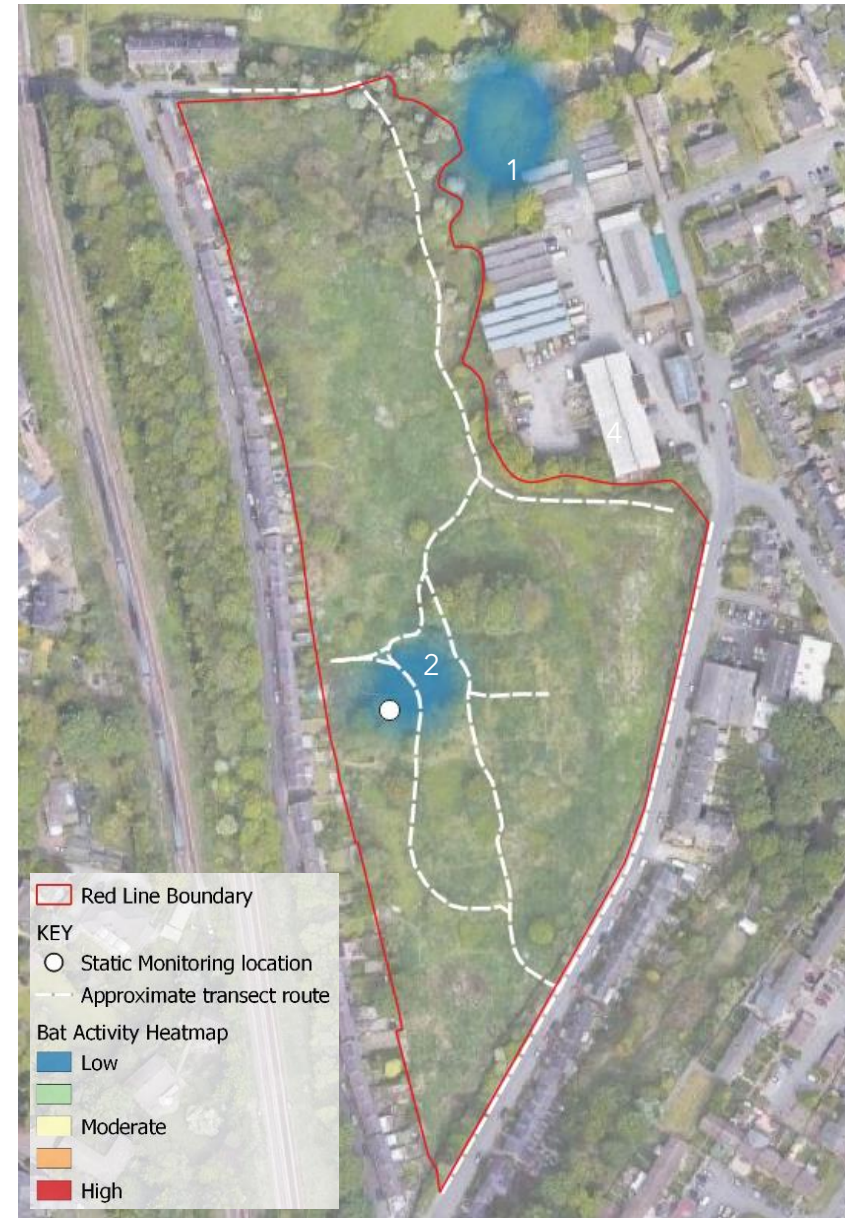 1
4
2
Red Line Boundary
KEY
Static Monitoring location
Approximate transect route
Bat Activity Heatmap
Low
Moderate
High